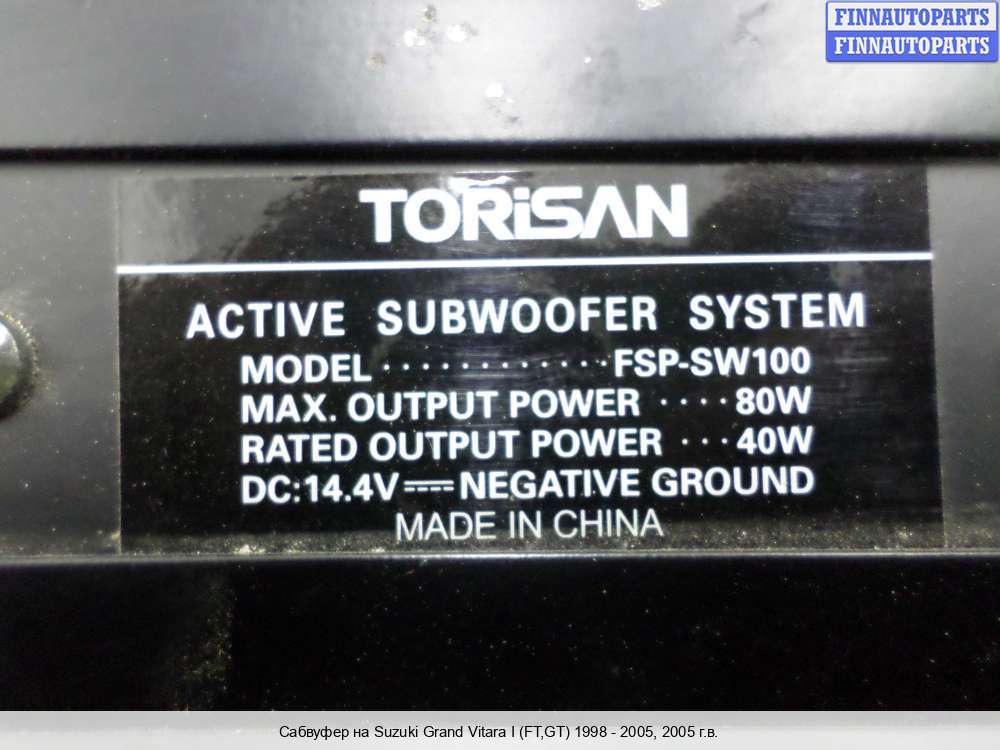 FINNAUTOPARTS
FINNAUTOPARTS
TORiSAN
ACTIVE SUBWOOFER SYSTEM
MODEL ············ FSP-SW100
MAX. OUTPUT POWER ···· 80W
RATED OUTPUT POWER ··· 40W
DC:14.4V ⎓ NEGATIVE GROUND
MADE IN CHINA
Сабвуфер на Suzuki Grand Vitara I (FT,GT) 1998 - 2005, 2005 г.в.